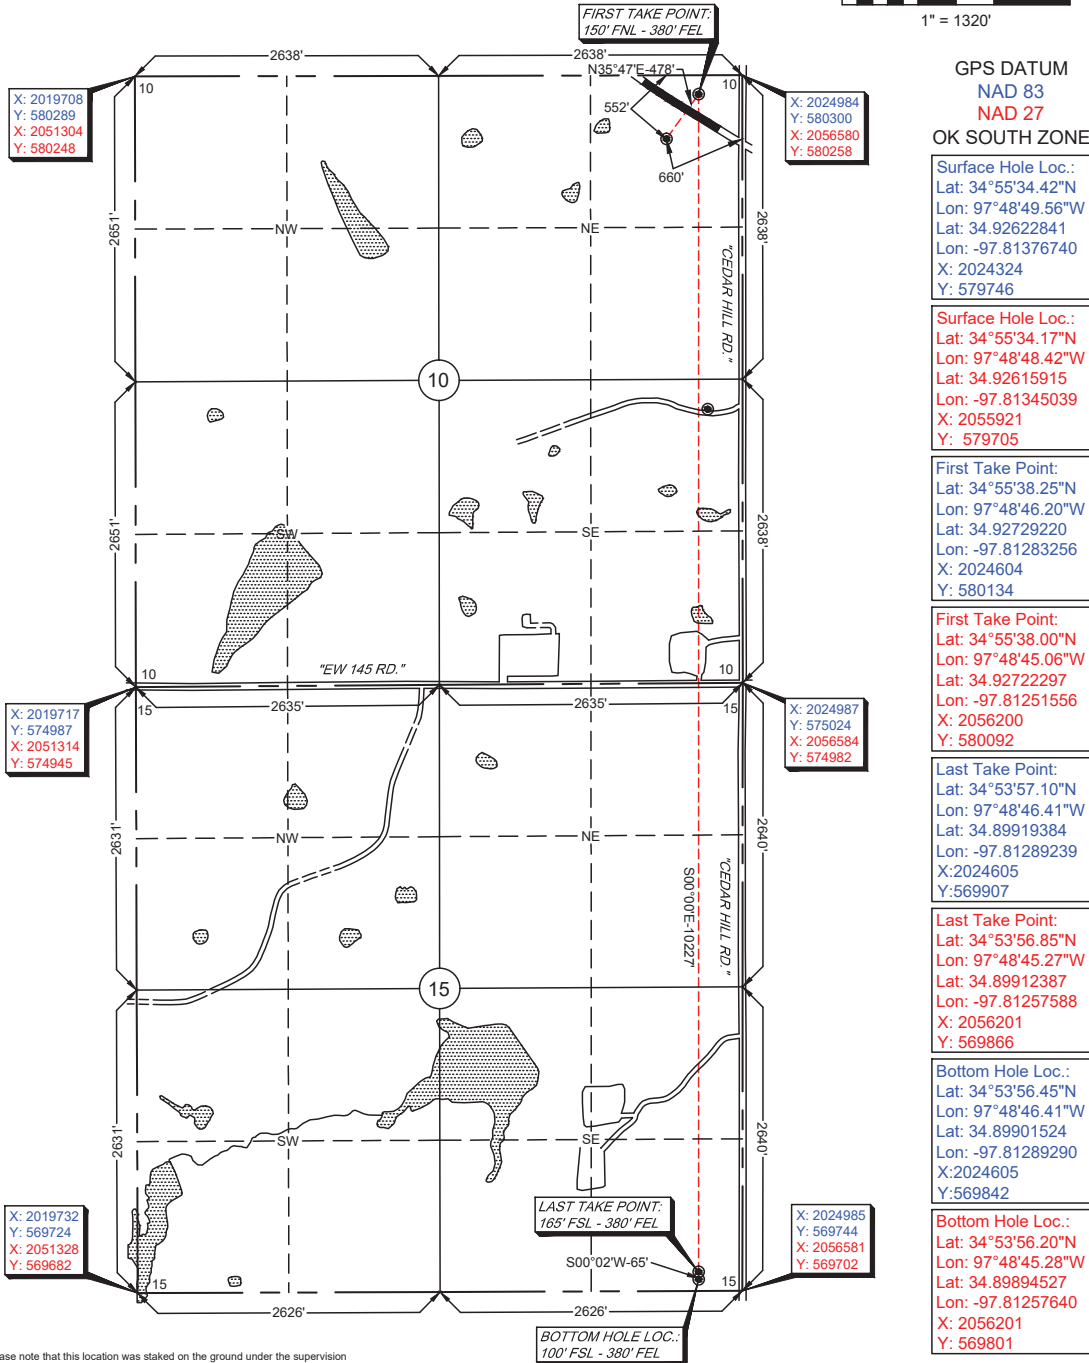 FIRST TAKE POINT:
150' FNL - 380' FEL
1" = 1320'
2638'
2638'
N35°47'E-478'
10
10
552'
660'
X: 2019708
Y: 580289
X: 2051304
Y: 580248
X: 2024984
Y: 580300
X: 2056580
Y: 580258
GPS DATUM
NAD 83
NAD 27
OK SOUTH ZONE
Surface Hole Loc.:
Lat: 34°55'34.42"N
Lon: 97°48'49.56"W
Lat: 34.92622841
Lon: -97.81376740
X: 2024324
Y: 579746
Surface Hole Loc.:
Lat: 34°55'34.17"N
Lon: 97°48'48.42"W
Lat: 34.92615915
Lon: -97.81345039
X: 2055921
Y: 579705
First Take Point:
Lat: 34°55'38.25"N
Lon: 97°48'46.20"W
Lat: 34.92729220
Lon: -97.81283256
X: 2024604
Y: 580134
First Take Point:
Lat: 34°55'38.00"N
Lon: 97°48'45.06"W
Lat: 34.92722297
Lon: -97.81251556
X: 2056200
Y: 580092
Last Take Point:
Lat: 34°53'57.10"N
Lon: 97°48'46.41"W
Lat: 34.89919384
Lon: -97.81289239
X:2024605
Y:569907
Last Take Point:
Lat: 34°53'56.85"N
Lon: 97°48'45.27"W
Lat: 34.89912387
Lon: -97.81257588
X: 2056201
Y: 569866
Bottom Hole Loc.:
Lat: 34°53'56.45"N
Lon: 97°48'46.41"W
Lat: 34.89901524
Lon: -97.81289290
X:2024605
Y:569842
Bottom Hole Loc.:
Lat: 34°53'56.20"N
Lon: 97°48'45.28"W
Lat: 34.89894527
Lon: -97.81257640
X: 2056201
Y: 569801
2651'
NW
NE
2638'
"CEDAR HILL RD."
10
2651'
SW
SE
2638'
"EW 145 RD."
10
10
15
15
2635'
2635'
X: 2019717
Y: 574987
X: 2051314
Y: 574945
X: 2024987
Y: 575024
X: 2056584
Y: 574982
2631'
NW
NE
2640'
S00°00'E-10227'
"CEDAR HILL RD."
15
2631'
SW
SE
2640'
LAST TAKE POINT:
165' FSL - 380' FEL
S00°02'W-65'
X: 2019732
Y: 569724
X: 2051328
Y: 569682
X: 2024985
Y: 569744
X: 2056581
Y: 569702
15
15
2626'
2626'
BOTTOM HOLE LOC.:
100' FSL - 380' FEL
ase note that this location was staked on the ground under the supervision